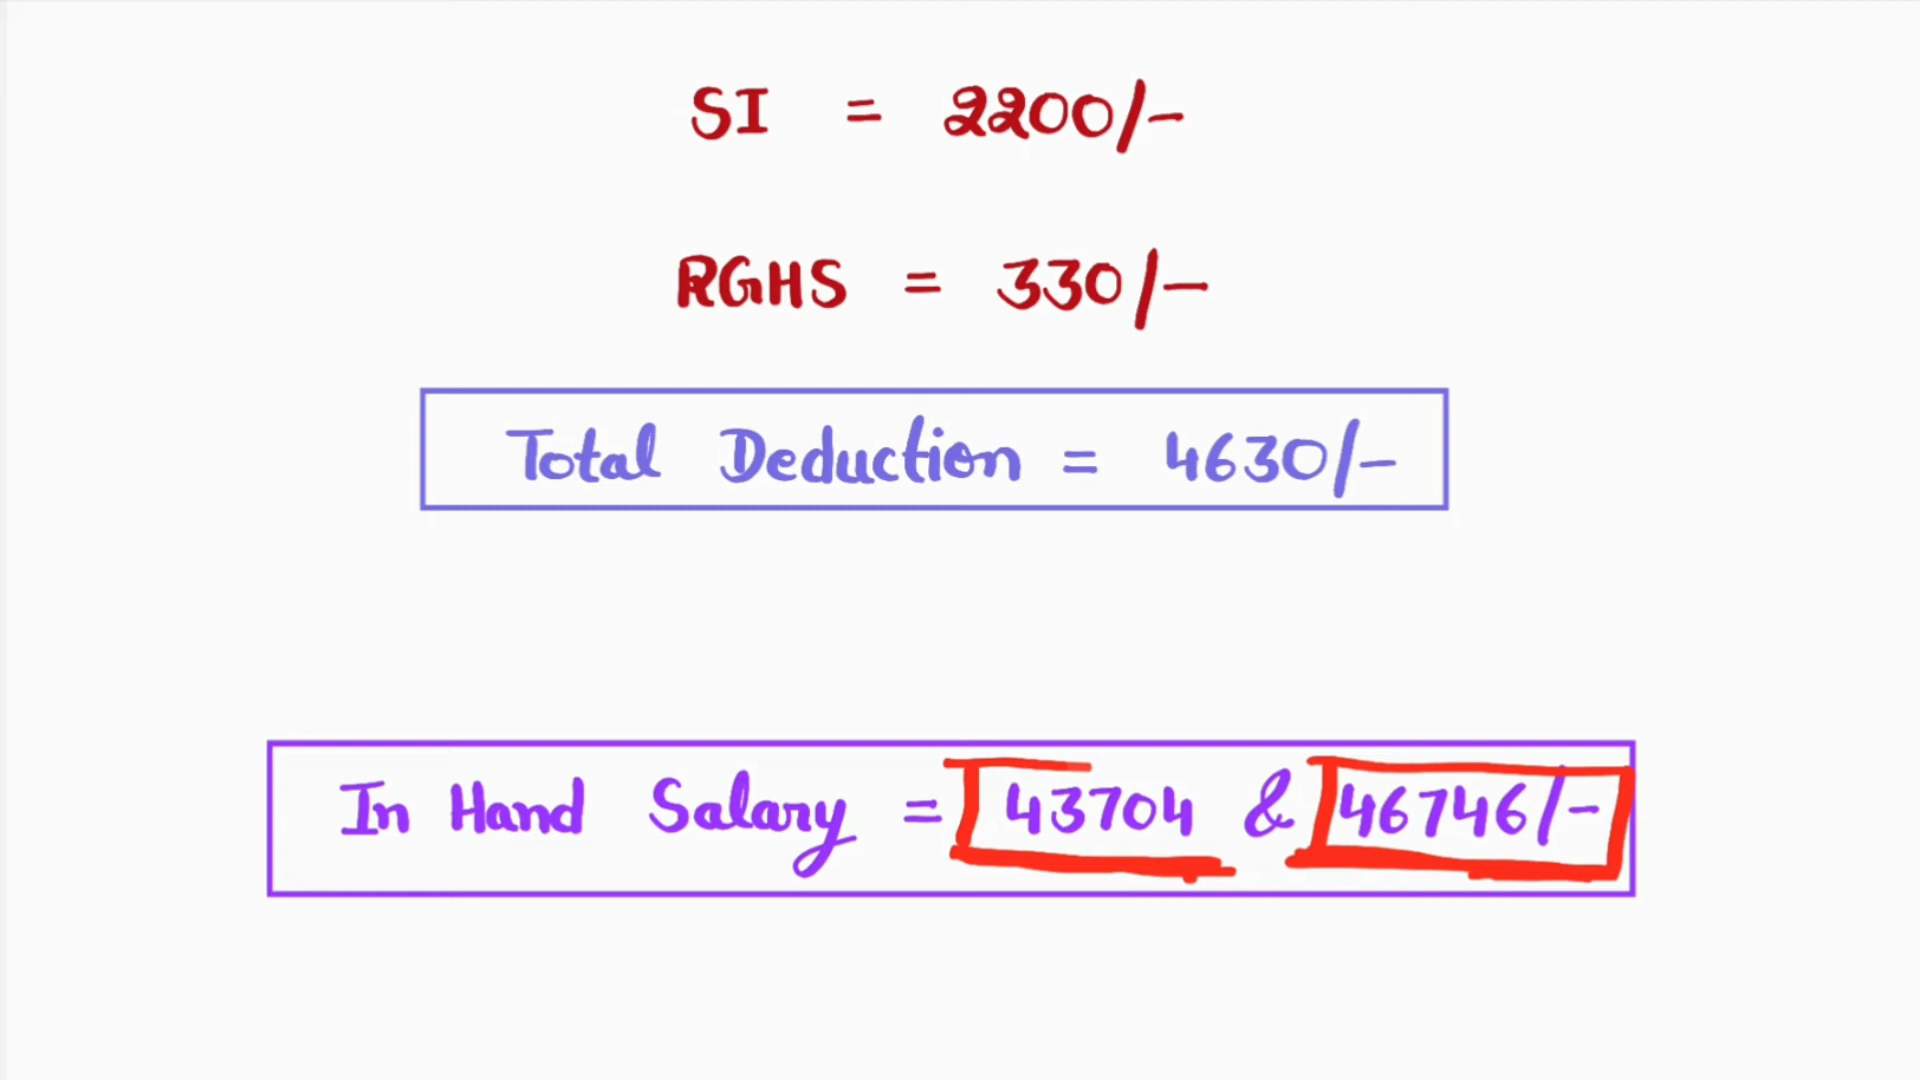 SI = 2200/-
RGHS = 330/-
Total Deduction = 4630/-
In Hand Salary = 43704 & 46746/-